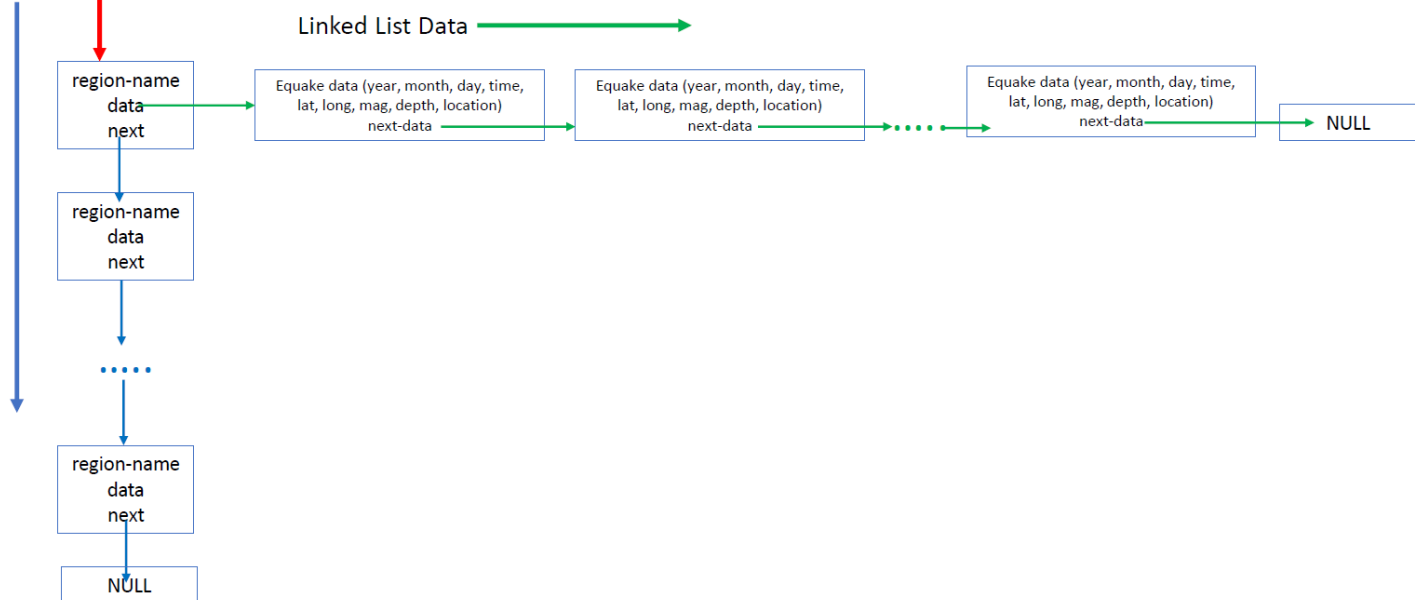 Linked List Data
region-name
data
next
Equake data (year, month, day, time,
lat, long, mag, depth, location)
next-data
Equake data (year, month, day, time,
lat, long, mag, depth, location)
next-data
Equake data (year, month, day, time,
lat, long, mag, depth, location)
next-data
NULL
region-name
data
next
region-name
data
next
NULL